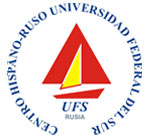 CENTRO HISPANO-RUSO UNIVERSIDAD FEDERAL DEL SUR
UFS
RUSIA